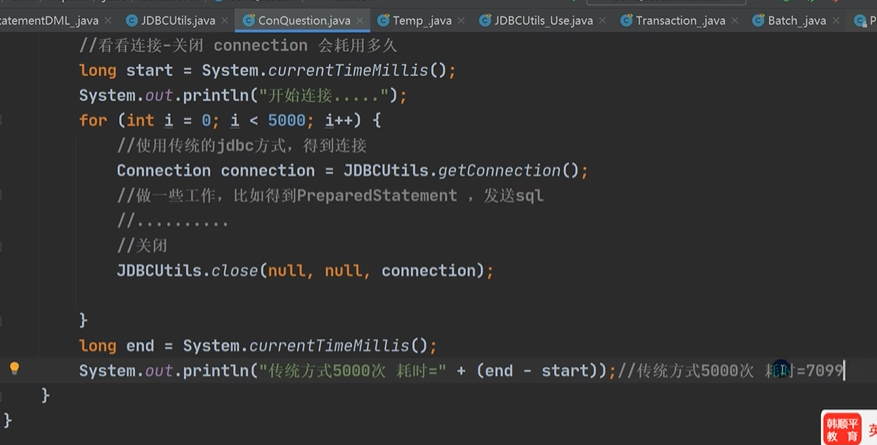 atementDML_.java JDBCUtils.java ConQuestion.java Temp_.java JDBCUtils_Use.java Transaction_.java Batch_.java
//看看连接-关闭 connection 会耗用多久
long start = System.currentTimeMillis();
System.out.println("开始连接.....");
for (int i = 0; i < 5000; i++) {
//使用传统的jdbc方式，得到连接
Connection connection = JDBCUtils.getConnection();
//做一些工作，比如得到PreparedStatement ，发送sql
//..........
//关闭
JDBCUtils.close(null, null, connection);
}
long end = System.currentTimeMillis();
System.out.println("传统方式5000次 耗时=" + (end - start));//传统方式5000次 耗时=7099
}
}
韩顺平
教育
英